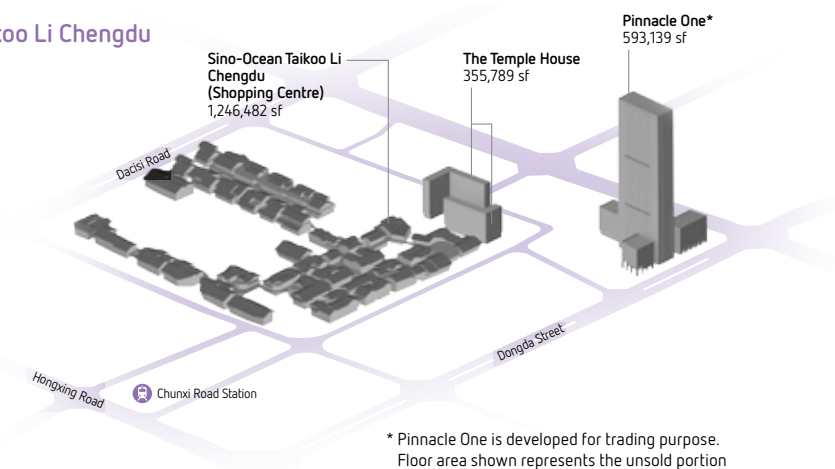 oo Li Chengdu
Pinnacle One*
593,139 sf
Sino-Ocean Taikoo Li
Chengdu
(Shopping Centre)
1,246,482 sf
The Temple House
355,789 sf
Dacisi Road
Dongda Street
Hongxing Road
Chunxi Road Station
* Pinnacle One is developed for trading purpose.
Floor area shown represents the unsold portion